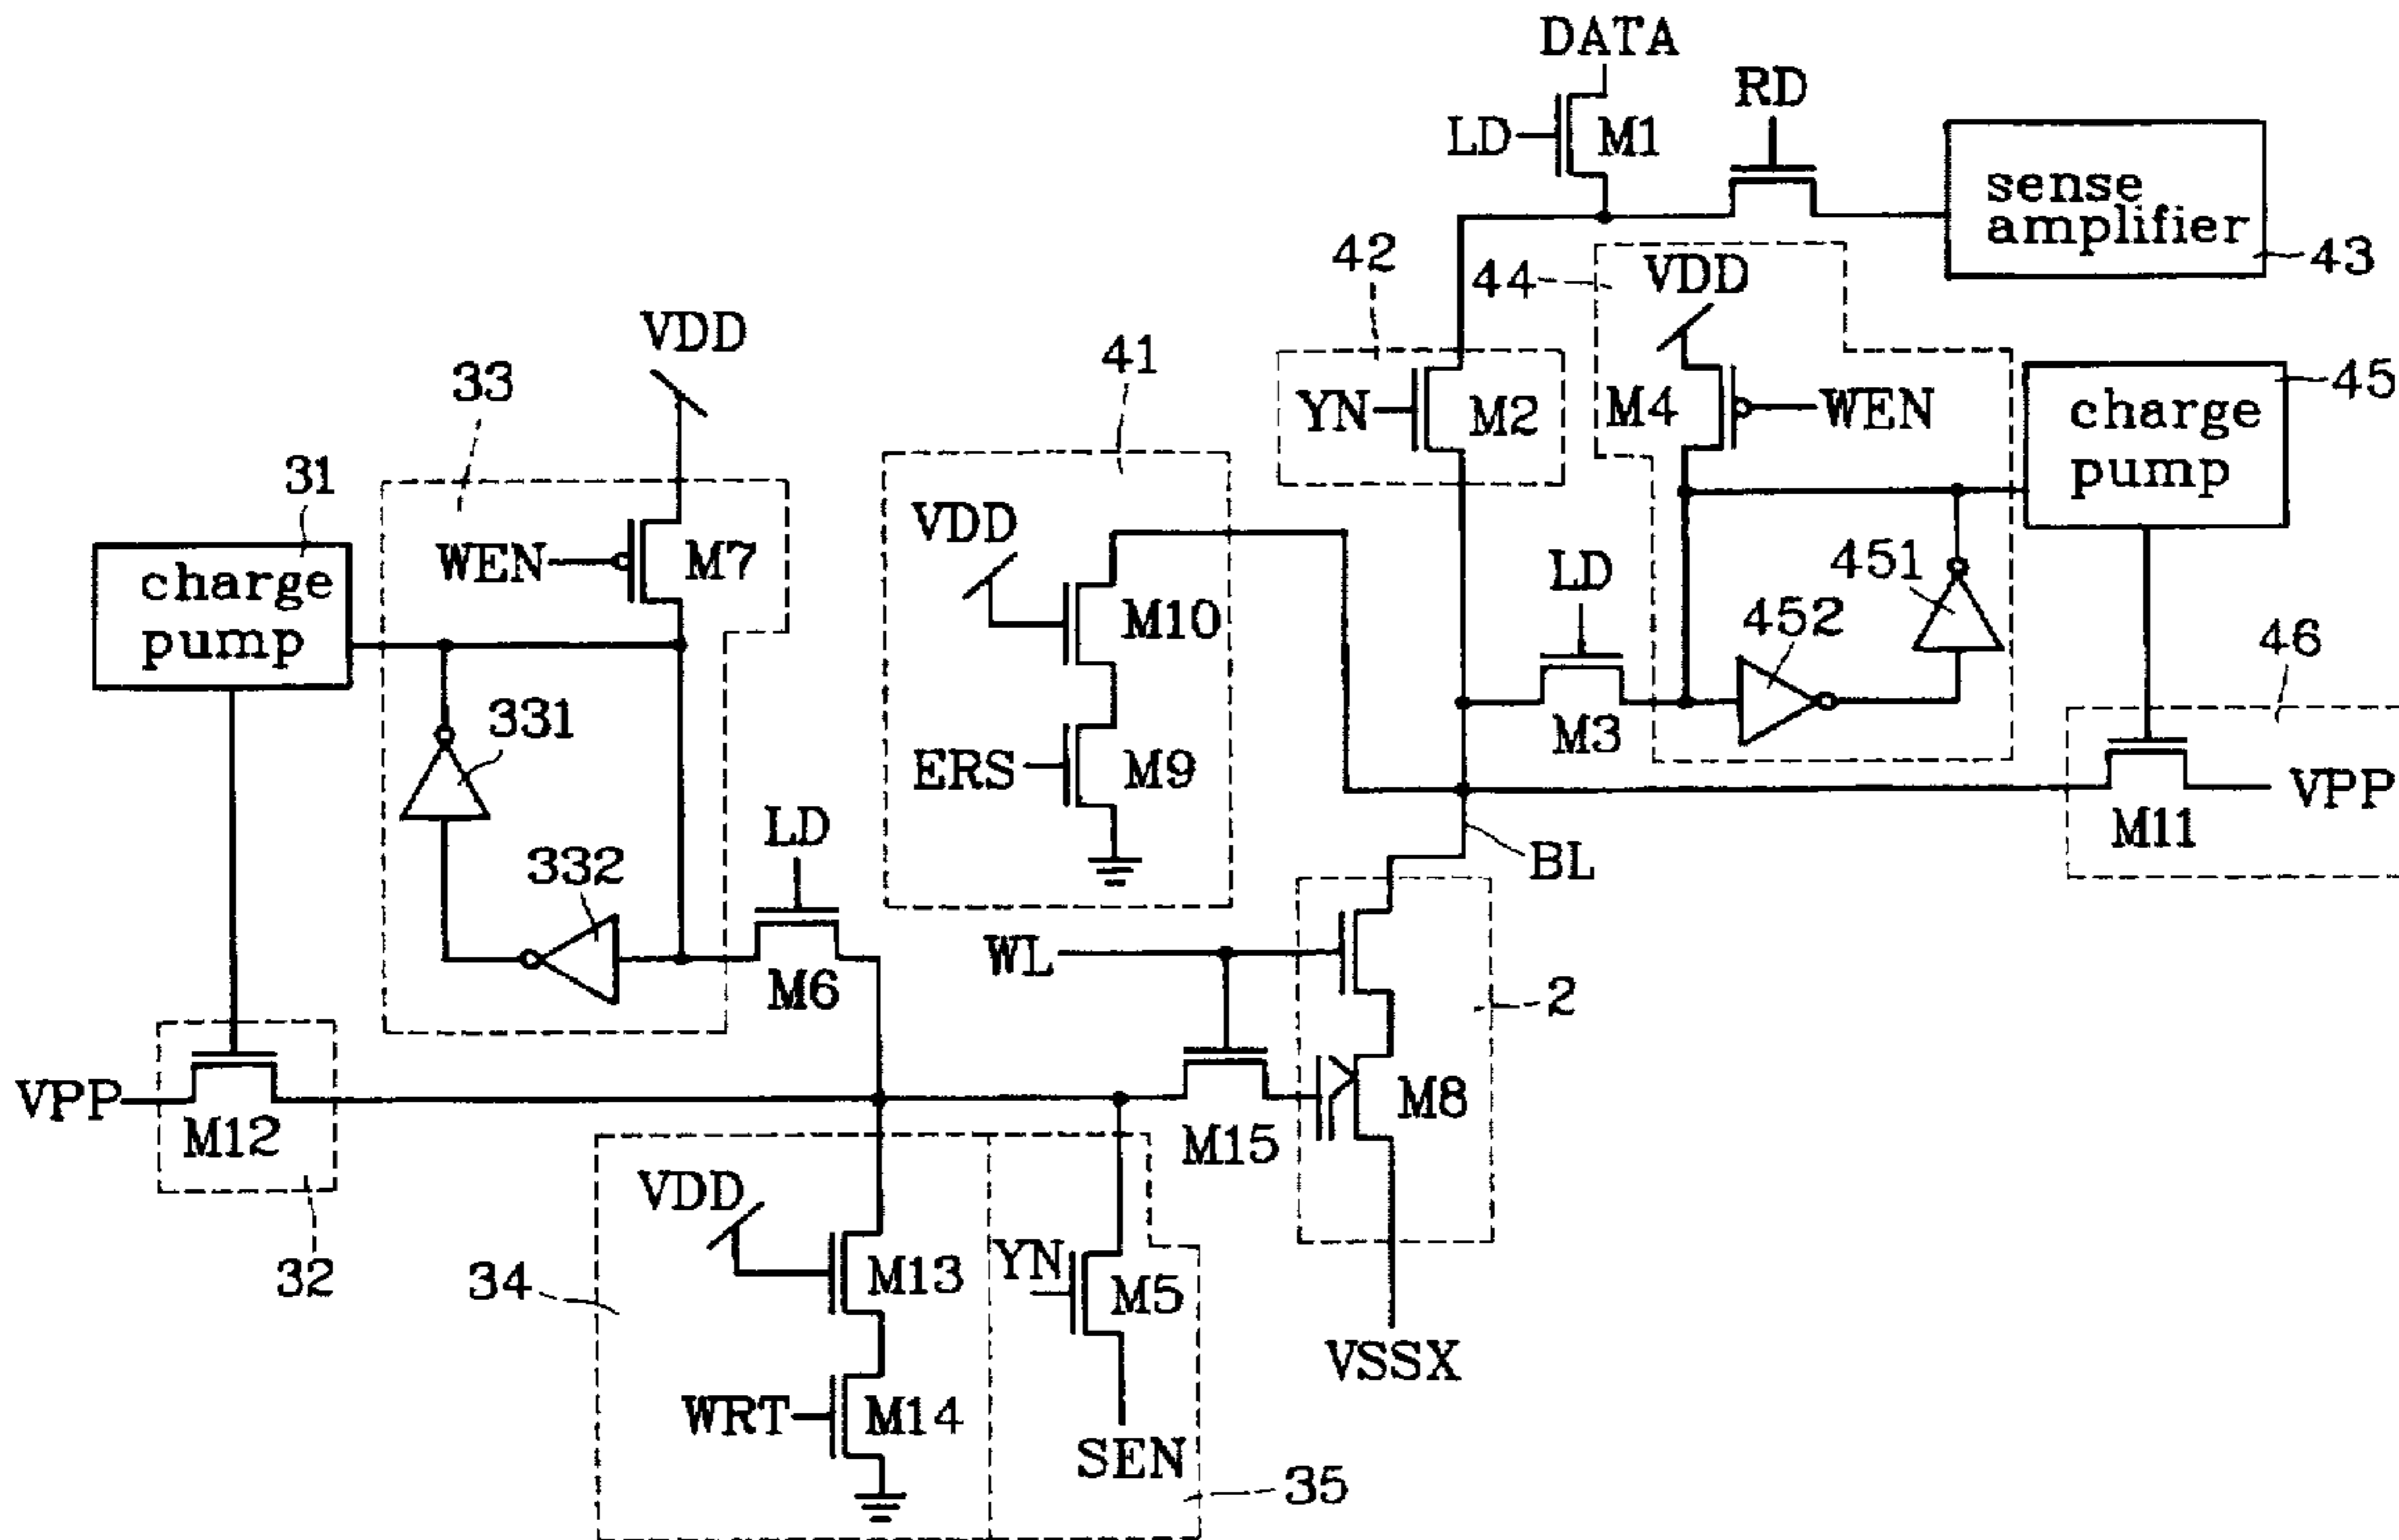 DATA
RD
LD
M1
sense
amplifier
43
42
44
VDD
VDD
33
41
YN
M2
M4
WEN
45
charge
pump
31
VDD
WEN
M7
charge
pump
M10
LD
452
451
46
331
ERS
M9
M3
VPP
M11
LD
332
BL
WL
M6
2
VPP
M12
M15
M8
32
VDD
34
M13
YN
M5
VSSX
WRT
M14
SEN
35